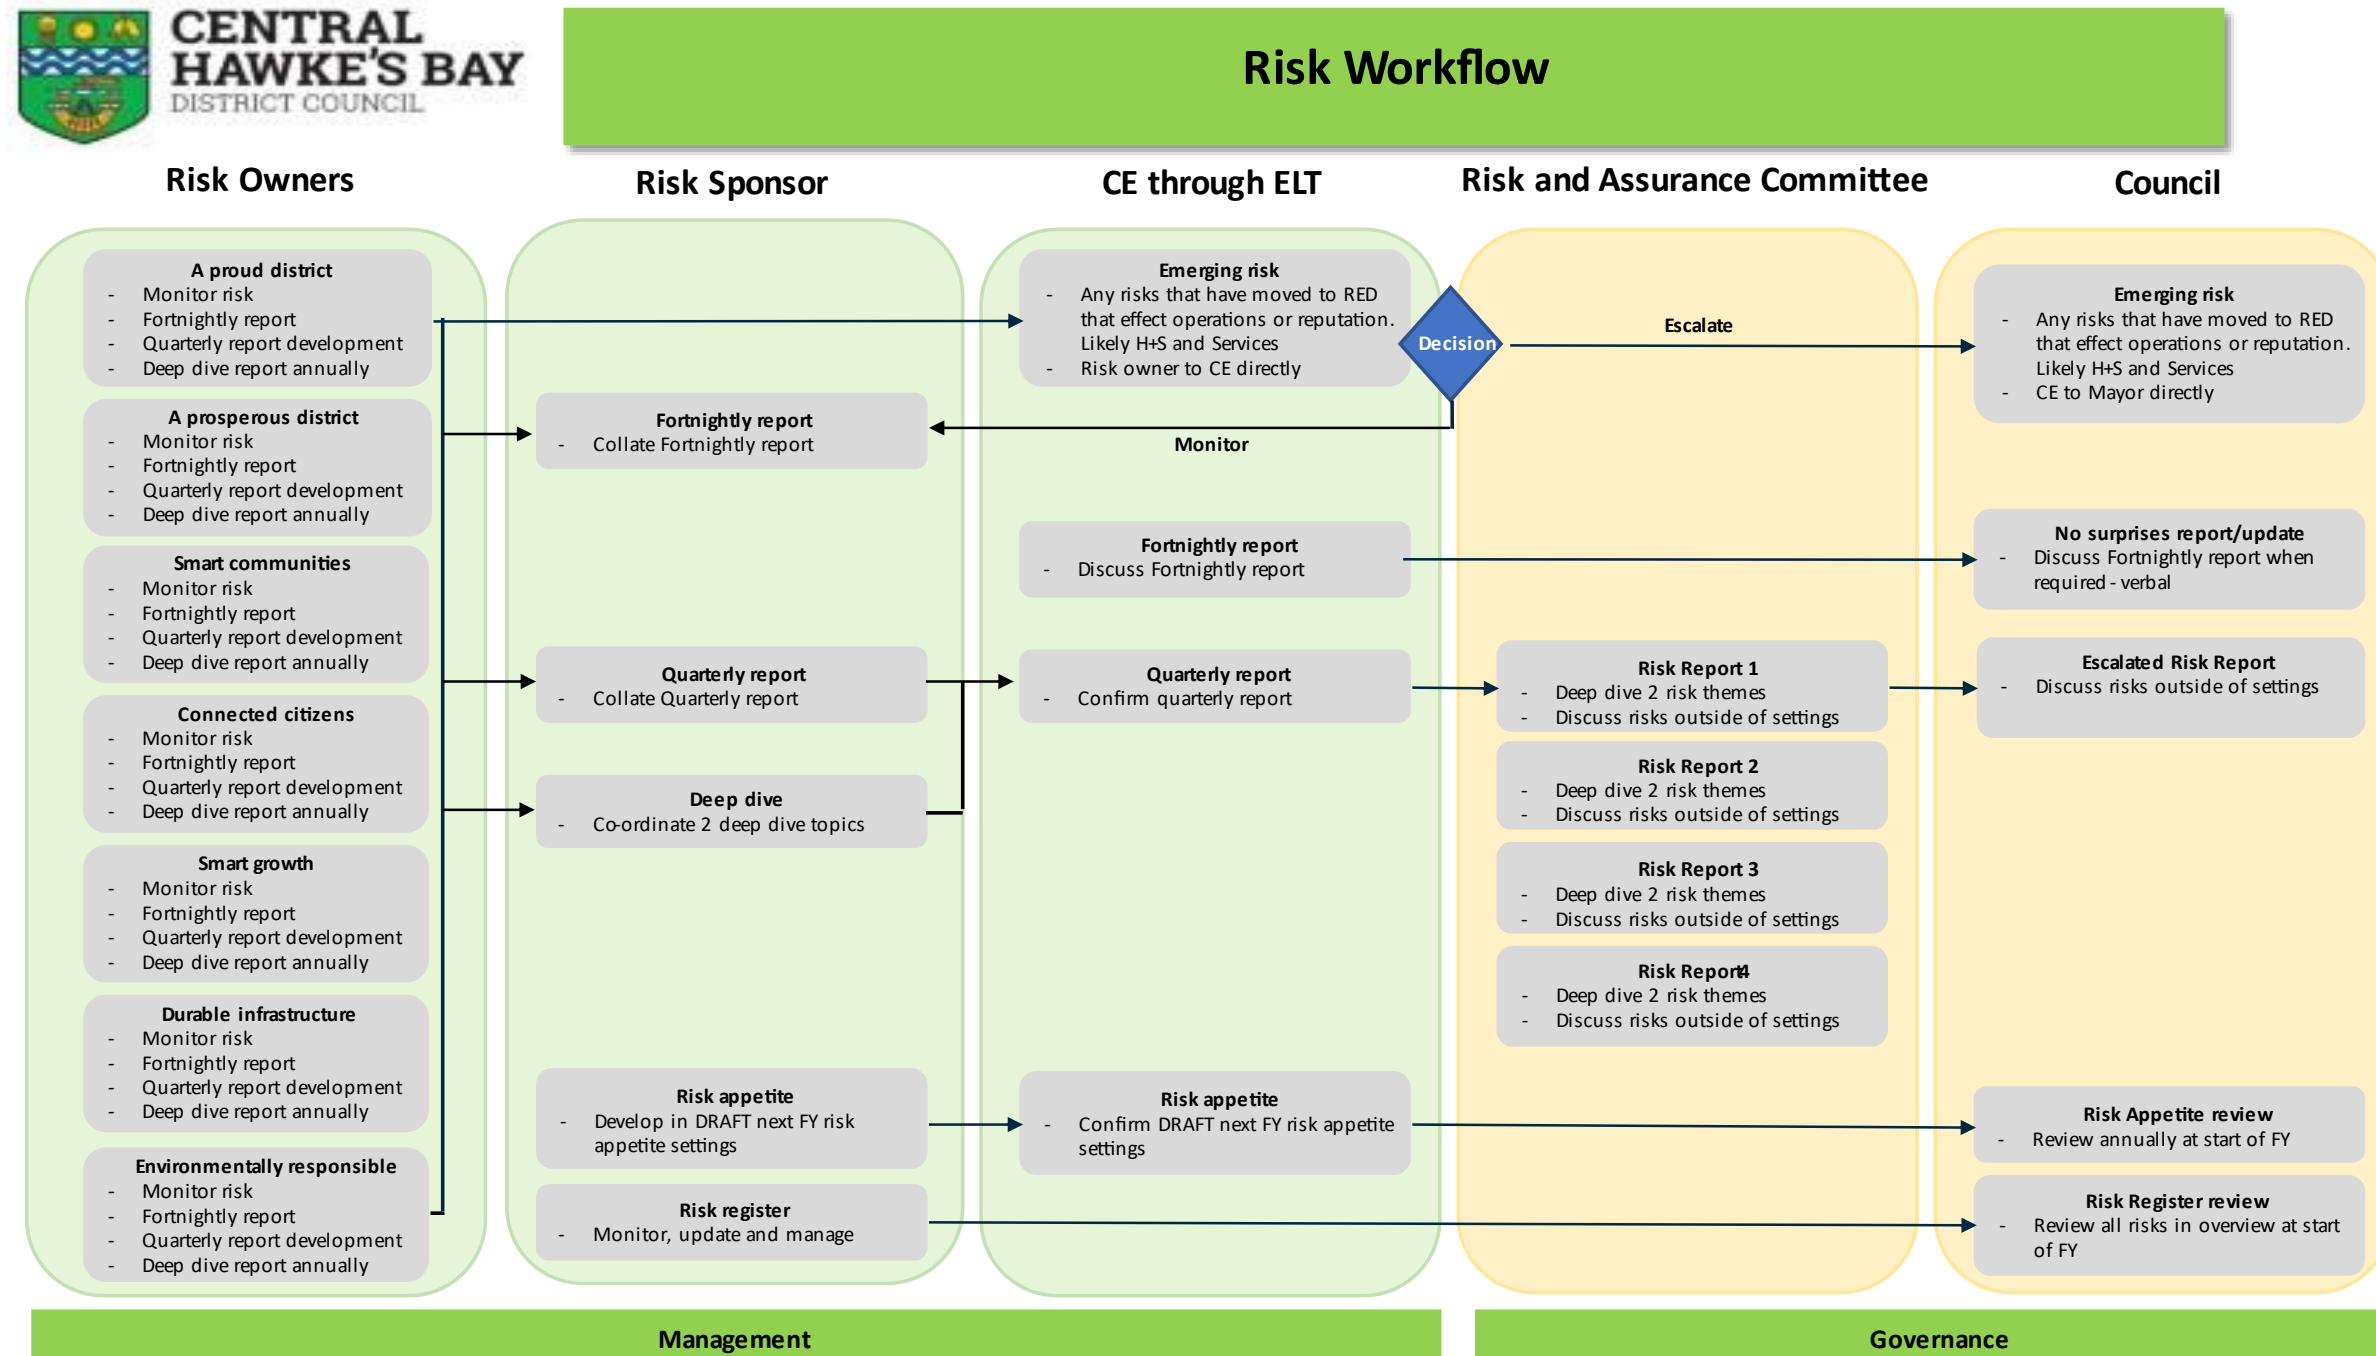 CENTRAL
HAWKE'S BAY
DISTRICT COUNCIL
Risk Workflow
Risk Owners
Risk Sponsor
CE through ELT
Risk and Assurance Committee
Council
A proud district
- Monitor risk
- Fortnightly report
- Quarterly report development
- Deep dive report annually
A prosperous district
- Monitor risk
- Fortnightly report
- Quarterly report development
- Deep dive report annually
Smart communities
- Monitor risk
- Fortnightly report
- Quarterly report development
- Deep dive report annually
Connected citizens
- Monitor risk
- Fortnightly report
- Quarterly report development
- Deep dive report annually
Smart growth
- Monitor risk
- Fortnightly report
- Quarterly report development
- Deep dive report annually
Durable infrastructure
- Monitor risk
- Fortnightly report
- Quarterly report development
- Deep dive report annually
Environmentally responsible
- Monitor risk
- Fortnightly report
- Quarterly report development
- Deep dive report annually
Fortnightly report
- Collate Fortnightly report
Quarterly report
- Collate Quarterly report
Deep dive
- Co-ordinate 2 deep dive topics
Risk appetite
- Develop in DRAFT next FY risk
appetite settings
Risk register
- Monitor, update and manage
Emerging risk
- Any risks that have moved to RED
that effect operations or reputation.
Likely H+S and Services
- Risk owner to CE directly
Decision
Escalate
Monitor
Fortnightly report
- Discuss Fortnightly report
Quarterly report
- Confirm quarterly report
Risk appetite
- Confirm DRAFT next FY risk appetite
settings
Risk Report 1
- Deep dive 2 risk themes
- Discuss risks outside of settings
Risk Report 2
- Deep dive 2 risk themes
- Discuss risks outside of settings
Risk Report 3
- Deep dive 2 risk themes
- Discuss risks outside of settings
Risk Report4
- Deep dive 2 risk themes
- Discuss risks outside of settings
Emerging risk
- Any risks that have moved to RED
that effect operations or reputation.
Likely H+S and Services
- CE to Mayor directly
No surprises report/update
- Discuss Fortnightly report when
required - verbal
Escalated Risk Report
- Discuss risks outside of settings
Risk Appetite review
- Review annually at start of FY
Risk Register review
- Review all risks in overview at start
of FY
Management
Governance